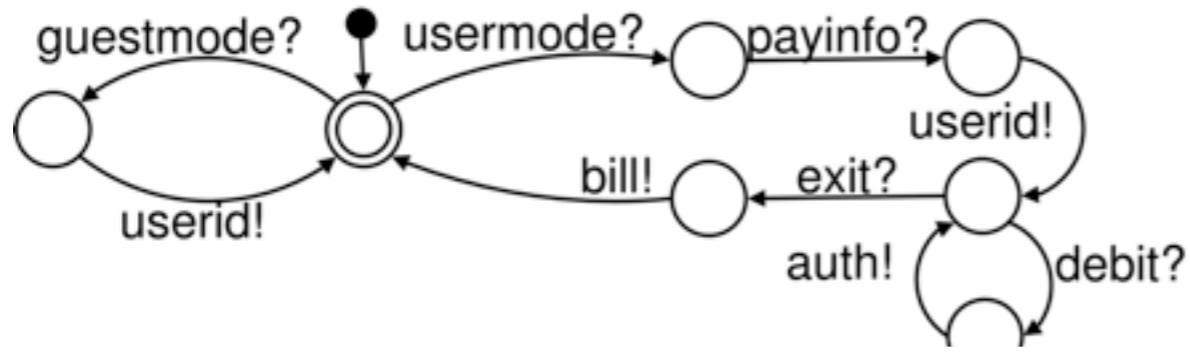 guestmode?
usermode?
payinfo?
userid!
bill!
exit?
userid!
auth!
debit?